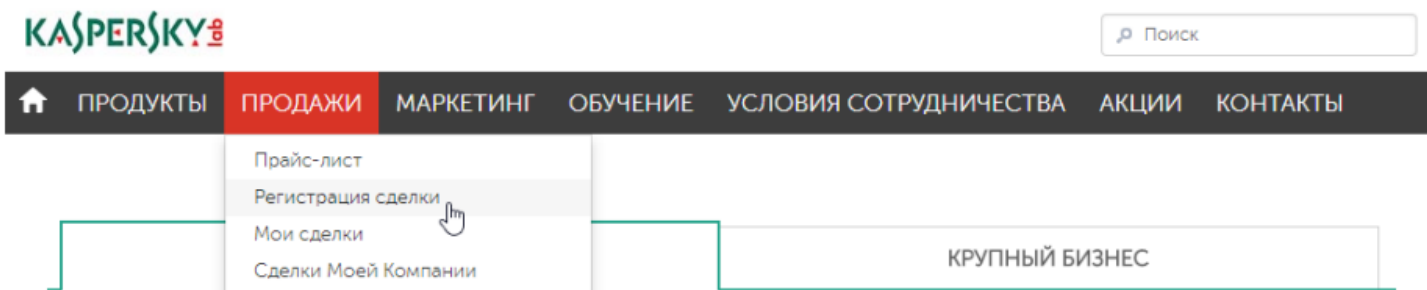 KASPERSKY lab
Поиск
ПРОДУКТЫ ПРОДАЖИ МАРКЕТИНГ ОБУЧЕНИЕ УСЛОВИЯ СОТРУДНИЧЕСТВА АКЦИИ КОНТАКТЫ
Прайс-лист
Регистрация сделки
Мои сделки
Сделки Моей Компании
КРУПНЫЙ БИЗНЕС